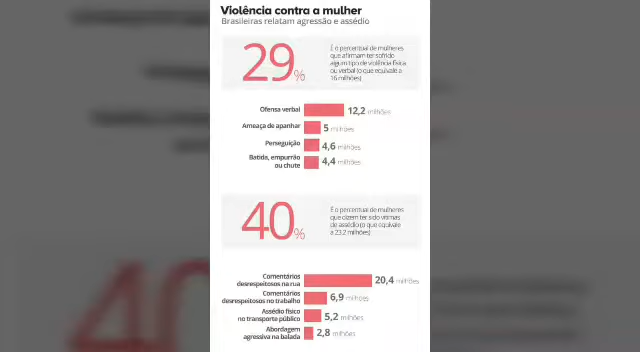 Violência contra a mulher
Brasileiras relatam agressão e assédio
29%
É o percentual de mulheres
que afirmam ter sofrido
algum tipo de violência física
ou verbal (o que equivale a
16 milhões)
Ofensa verbal 12,2 milhões
Ameaça de apanhar 5 milhões
Perseguição 4,6 milhões
Batida, empurrão
ou chute 4,4 milhões
40%
É o percentual de mulheres
que dizem ter sido vítimas
de assédio (o que equivale
a 23,2 milhões)
Comentários
desrespeitosos na rua 20,4 milhões
Comentários
desrespeitosos no trabalho 6,9 milhões
Assédio físico
no transporte público 5,2 milhões
Abordagem
agressiva na balada 2,8 milhões